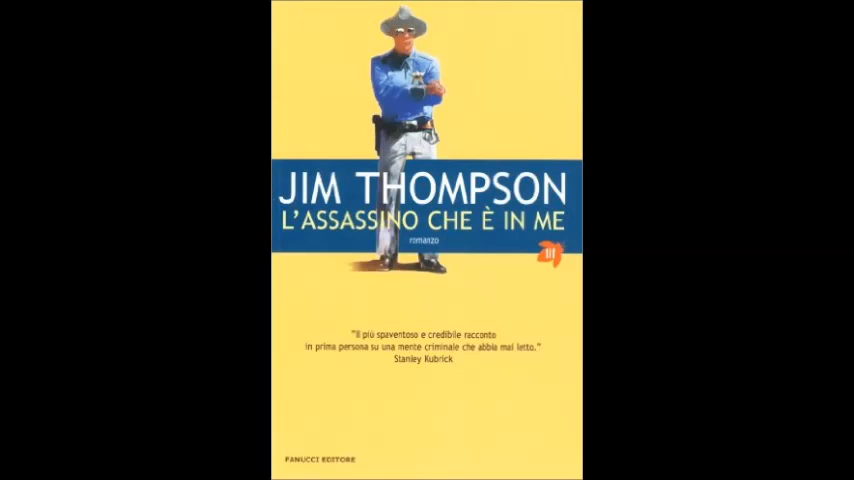 JIM THOMPSON
L'ASSASSINO CHE È IN ME
romanzo
"Il più spaventoso e credibile racconto
in prima persona su una mente criminale che abbia mai letto."
Stanley Kubrick
FANUCCI EDITORE